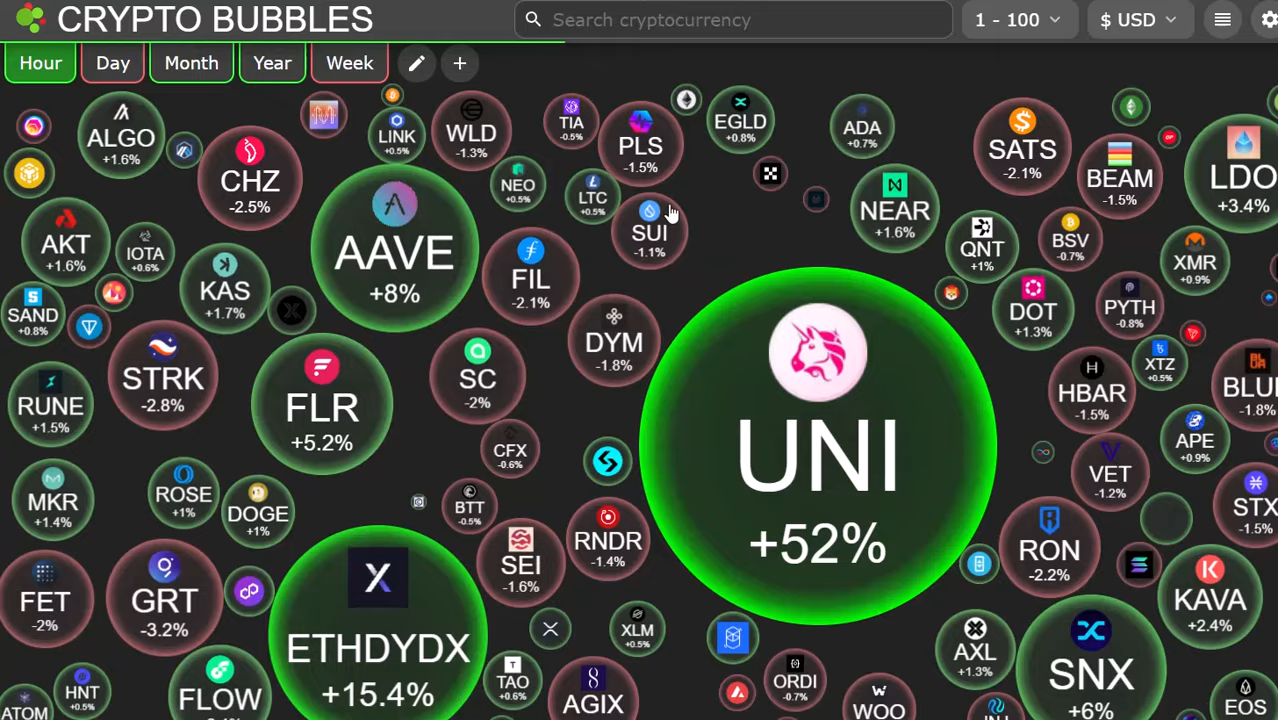 CRYPTO BUBBLES
Search cryptocurrency
1 - 100
$ USD
Hour
Day
Month
Year
Week
ALGO
+1.6%
CHZ
-2.5%
LINK
+0.5%
WLD
-1.3%
TIA
-0.5%
PLS
-1.5%
EGLD
+0.8%
ADA
+0.7%
SATS
-2.1%
BEAM
-1.5%
LDO
+3.4%
AKT
+1.6%
IOTA
+0.6%
AAVE
+8%
NEO
+0.5%
LTC
+0.5%
SUI
-1.1%
NEAR
+1.6%
QNT
+1%
BSV
-0.7%
XMR
+0.9%
SAND
+0.8%
KAS
+1.7%
FIL
-2.1%
DYM
-1.8%
DOT
+1.3%
PYTH
-0.8%
STRK
-2.8%
FLR
+5.2%
SC
-2%
UNI
+52%
HBAR
-1.5%
XTZ
+0.5%
BLU
-1.8%
RUNE
+1.5%
CFX
-0.6%
VET
-1.2%
APE
+0.9%
MKR
+1.4%
ROSE
+1%
DOGE
+1%
BTT
-0.5%
RNDR
-1.4%
RON
-2.2%
STX
-1.5%
FET
-2%
GRT
-3.2%
ETHDYDX
+15.4%
SEI
-1.6%
XLM
+0.5%
KAVA
+2.4%
ATOM
HNT
+0.5%
FLOW
TAO
+0.6%
AGIX
ORDI
-0.7%
WOO
AXL
+1.3%
SNX
+6%
EOS